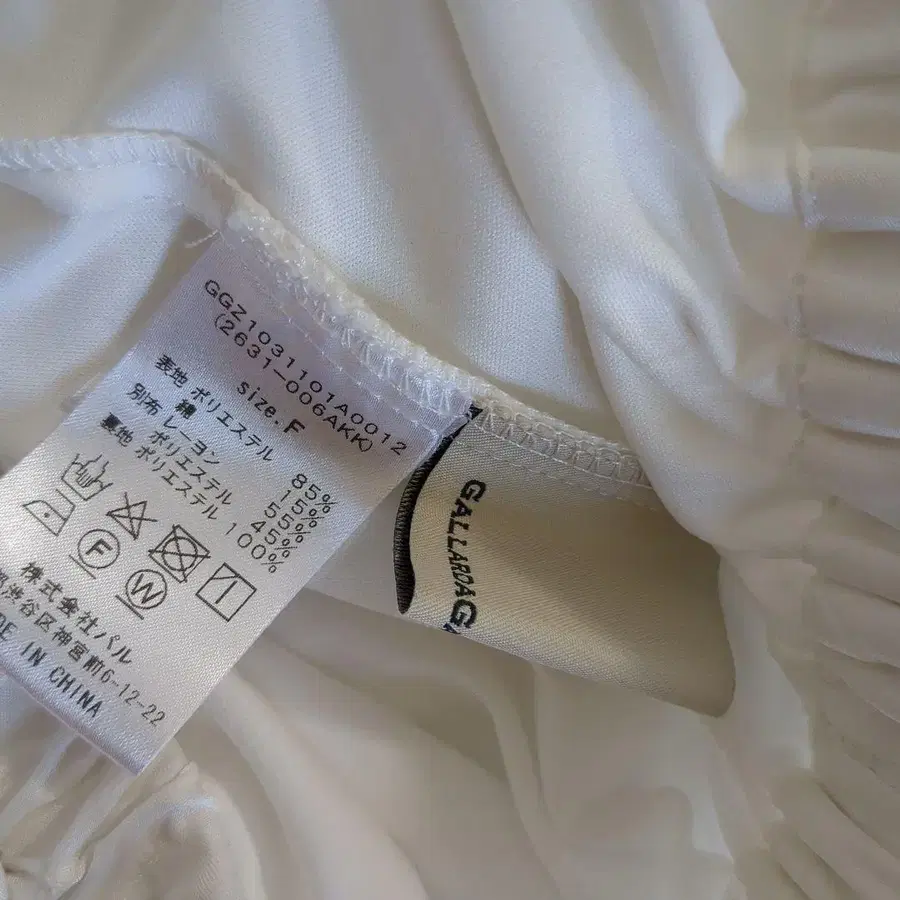 GGZ1031101A0012
(2631-006AKK)
size.F
表地 ポリエステル 85%
綿 15%
別布 レーヨン 55%
ポリエステル 45%
裏地 ポリエステル 100%
F
W
株式会社パル
渋谷区神宮前6-12-22
IN CHINA
GALLARDAG